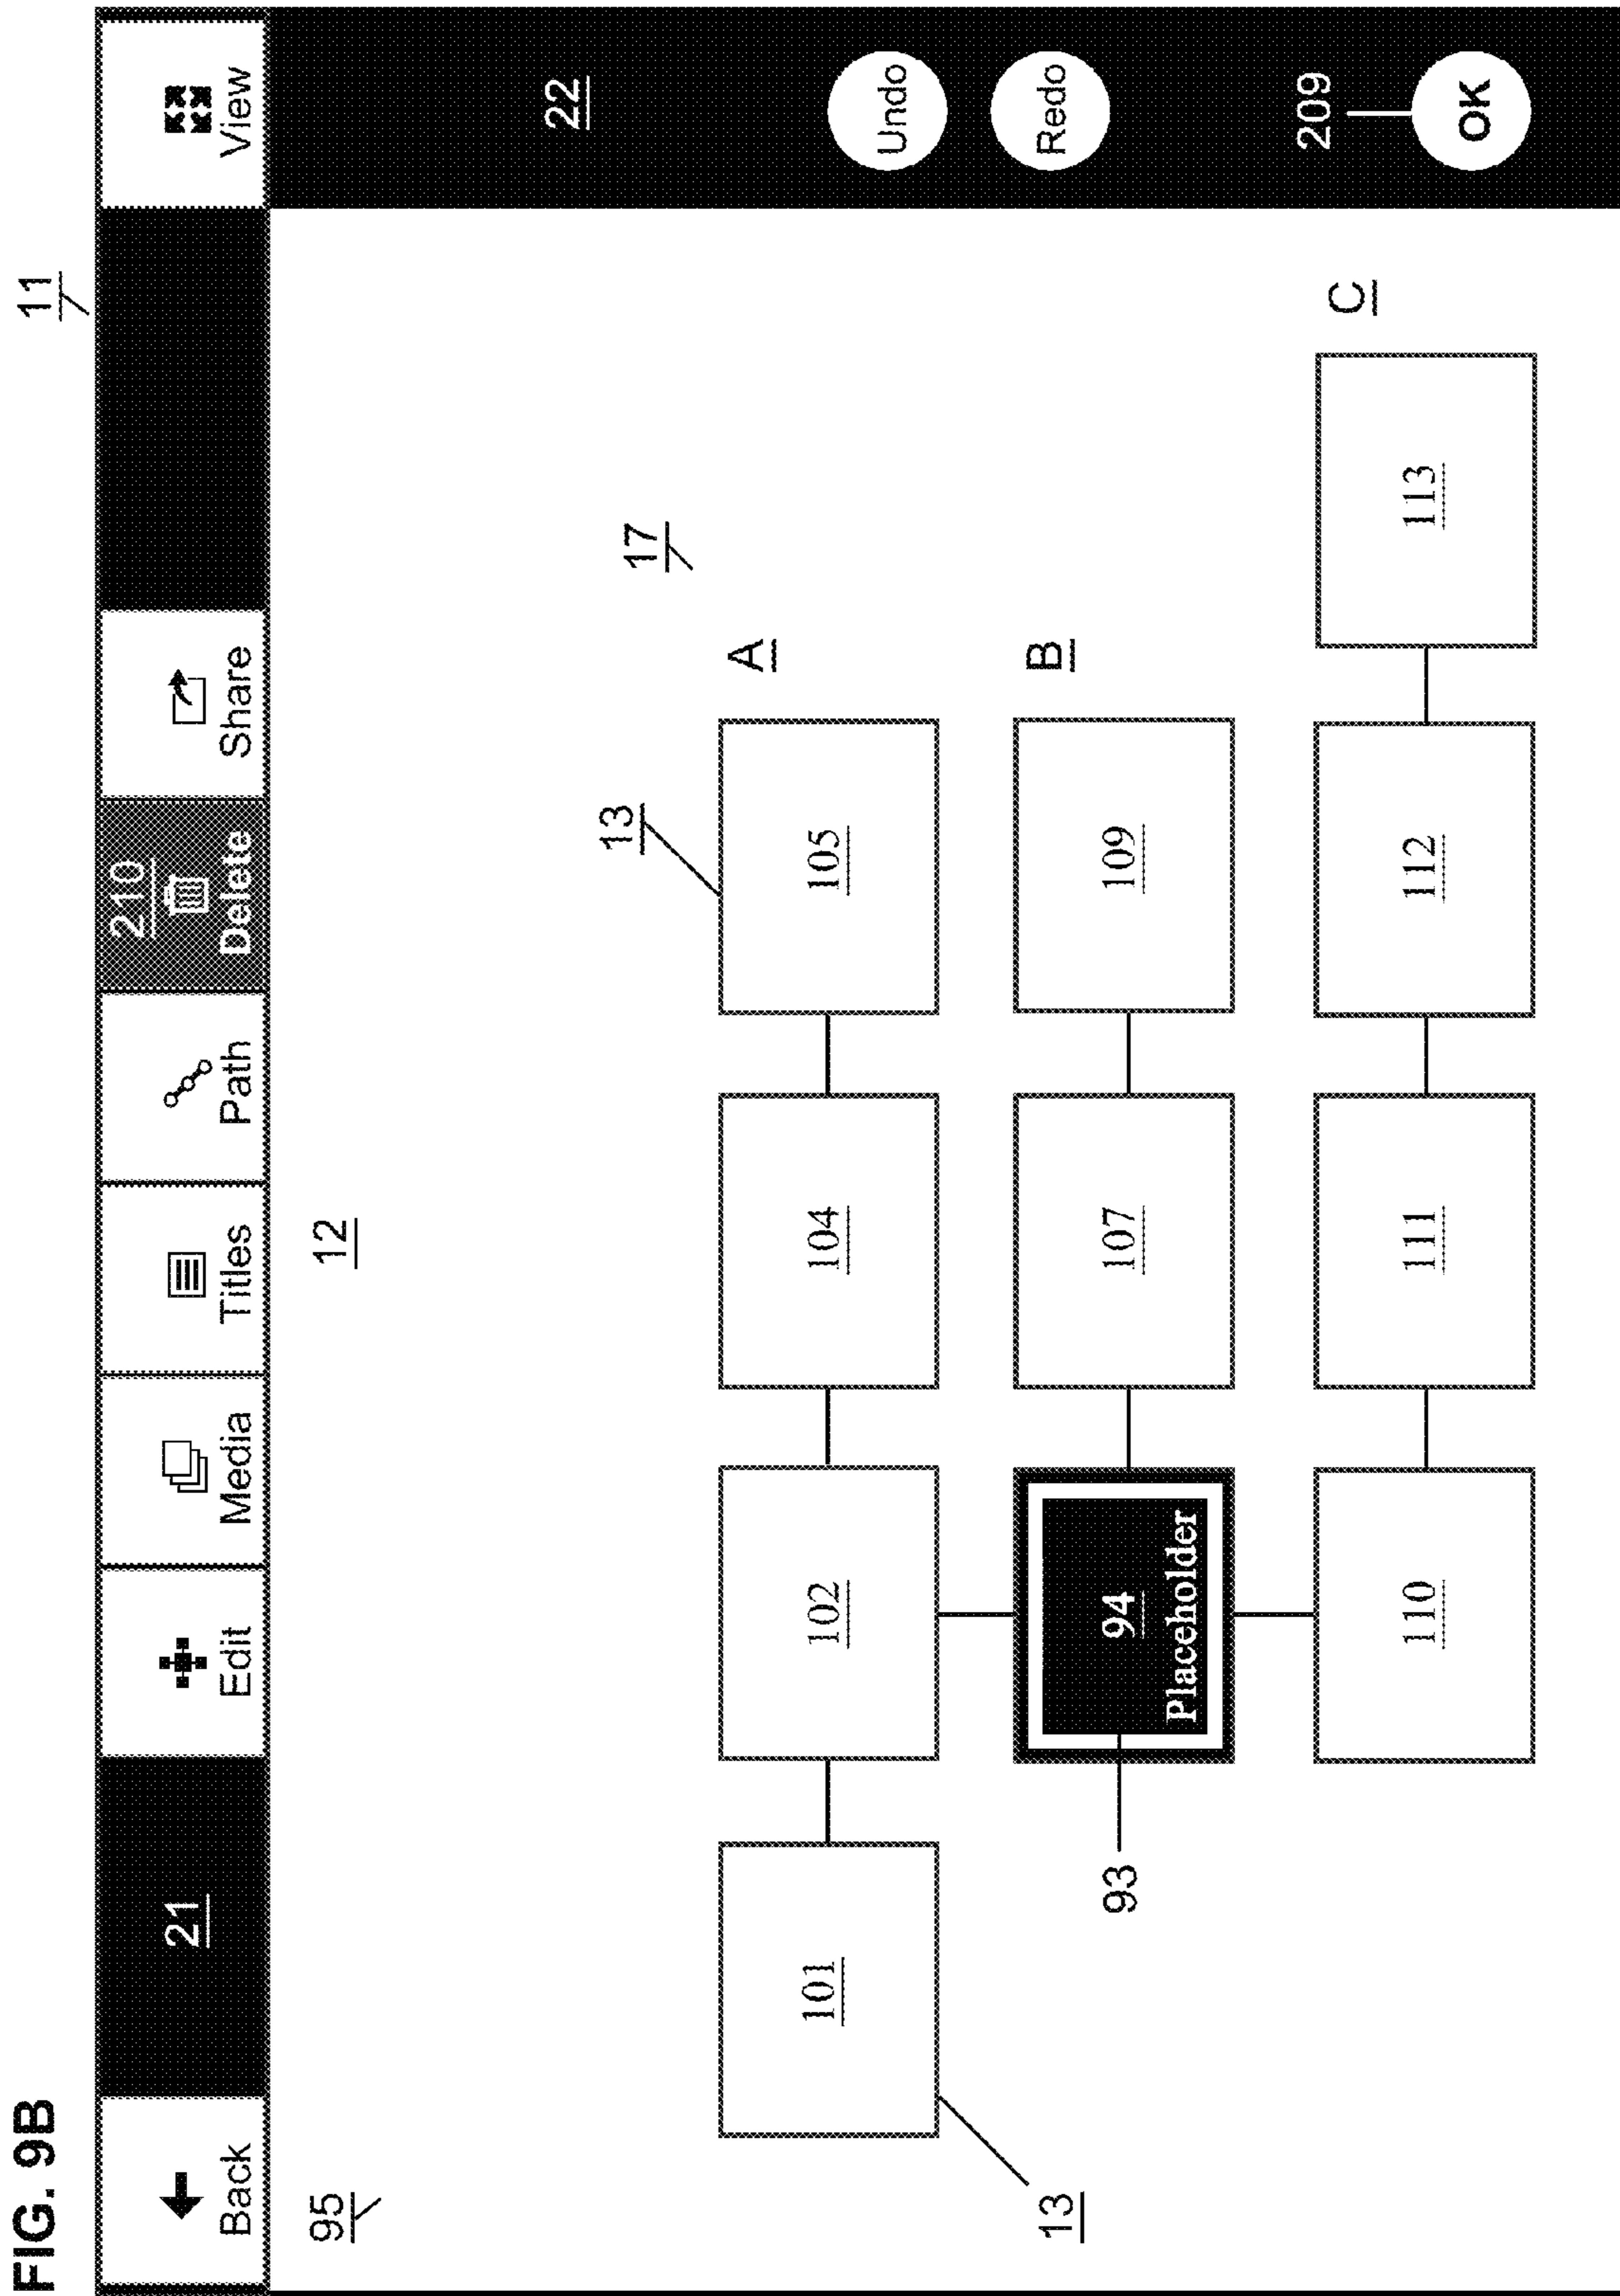 FIG. 9B
11
Back
21
Edit
Media
Titles
Path
210
Delete
Share
View
95
12
22
17
13
A
101
102
104
105
B
94
Placeholder
107
109
93
13
C
110
111
112
113
Undo
Redo
209
OK